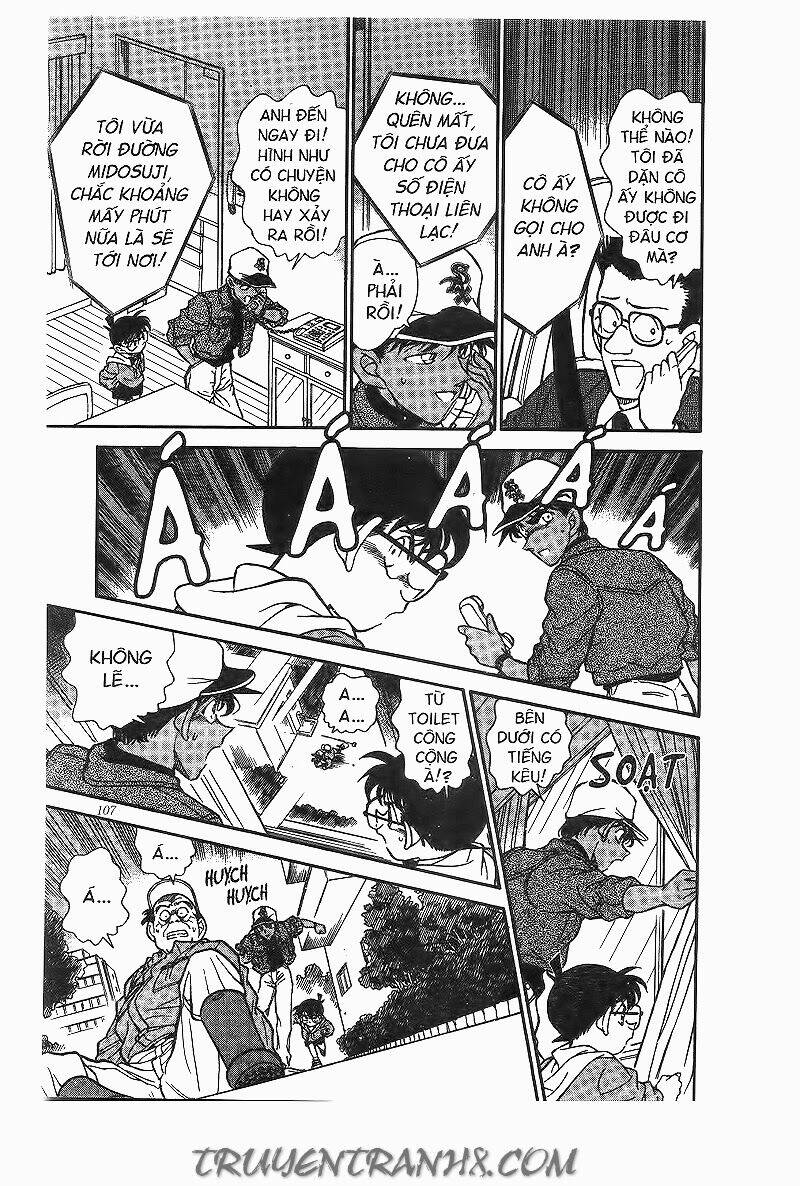 KHÔNG
THỂ NÀO!
TÔI ĐÃ
DẶN CÔ
ẤY KHÔNG
ĐƯỢC ĐI
ĐÂU CƠ
MÀ?
CÔ ẤY
KHÔNG
GỌI CHO
ANH À?
KHÔNG...
QUÊN MẤT,
TÔI CHƯA ĐƯA
CHO CÔ ẤY
SỐ ĐIỆN
THOẠI LIÊN
LẠC!
À...
PHẢI
RỒI!
ANH ĐẾN
NGAY ĐI!
HÌNH NHƯ
CÓ CHUYỆN
KHÔNG
HAY XẢY
RA RỒI!
TÔI VỪA
RỜI ĐƯỜNG
MIDOSUJI,
CHẮC KHOẢNG
MẤY PHÚT
NỮA LÀ SẼ
TỚI NƠI!
Á Á Á Á Á
BÊN
DƯỚI CÓ
TIẾNG
KÊU!
SOẠT
TỪ
TOILET
CÔNG
CỘNG
À!?
Á...
Á...
KHÔNG
LẼ...
107
HUỲCH
HUỲCH
Á...
Á...
TRUYENTRANH8.COM